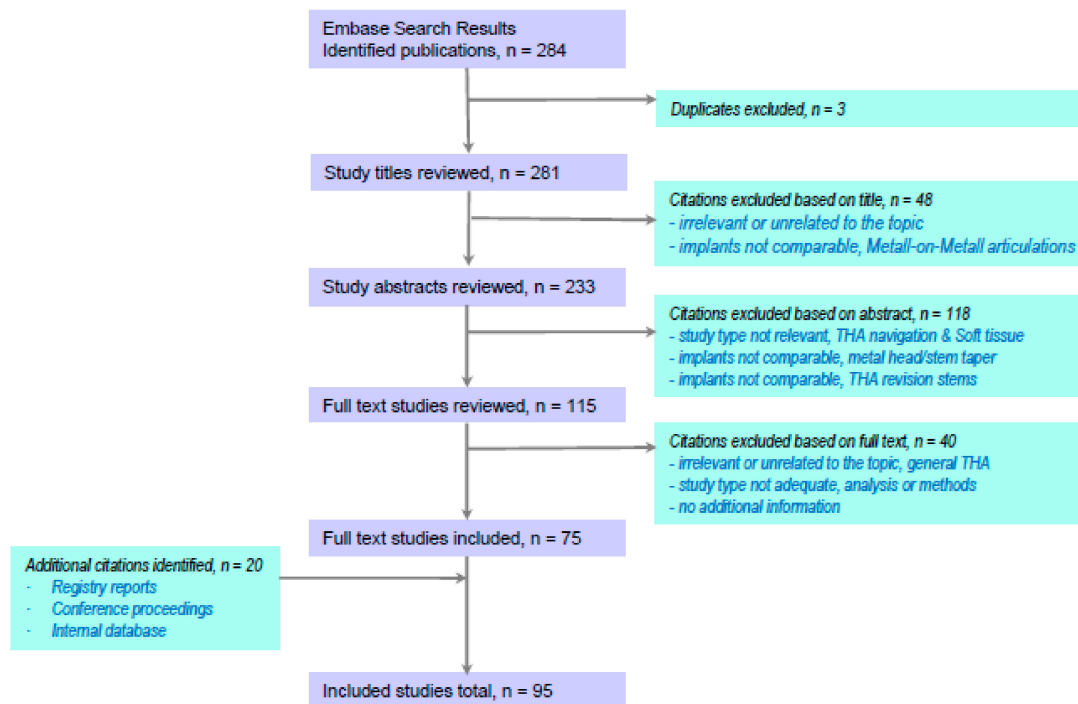 Embase Search Results
Identified publications, n = 284
Duplicates excluded, n = 3
Study titles reviewed, n = 281
Citations excluded based on title, n = 48
- irrelevant or unrelated to the topic
- implants not comparable, Metall-on-Metall articulations
Study abstracts reviewed, n = 233
Citations excluded based on abstract, n = 118
- study type not relevant, THA navigation & Soft tissue
- implants not comparable, metal head/stem taper
- implants not comparable, THA revision stems
Full text studies reviewed, n = 115
Citations excluded based on full text, n = 40
- irrelevant or unrelated to the topic, general THA
- study type not adequate, analysis or methods
- no additional information
Full text studies included, n = 75
Additional citations identified, n = 20
· Registry reports
· Conference proceedings
· Internal database
Included studies total, n = 95